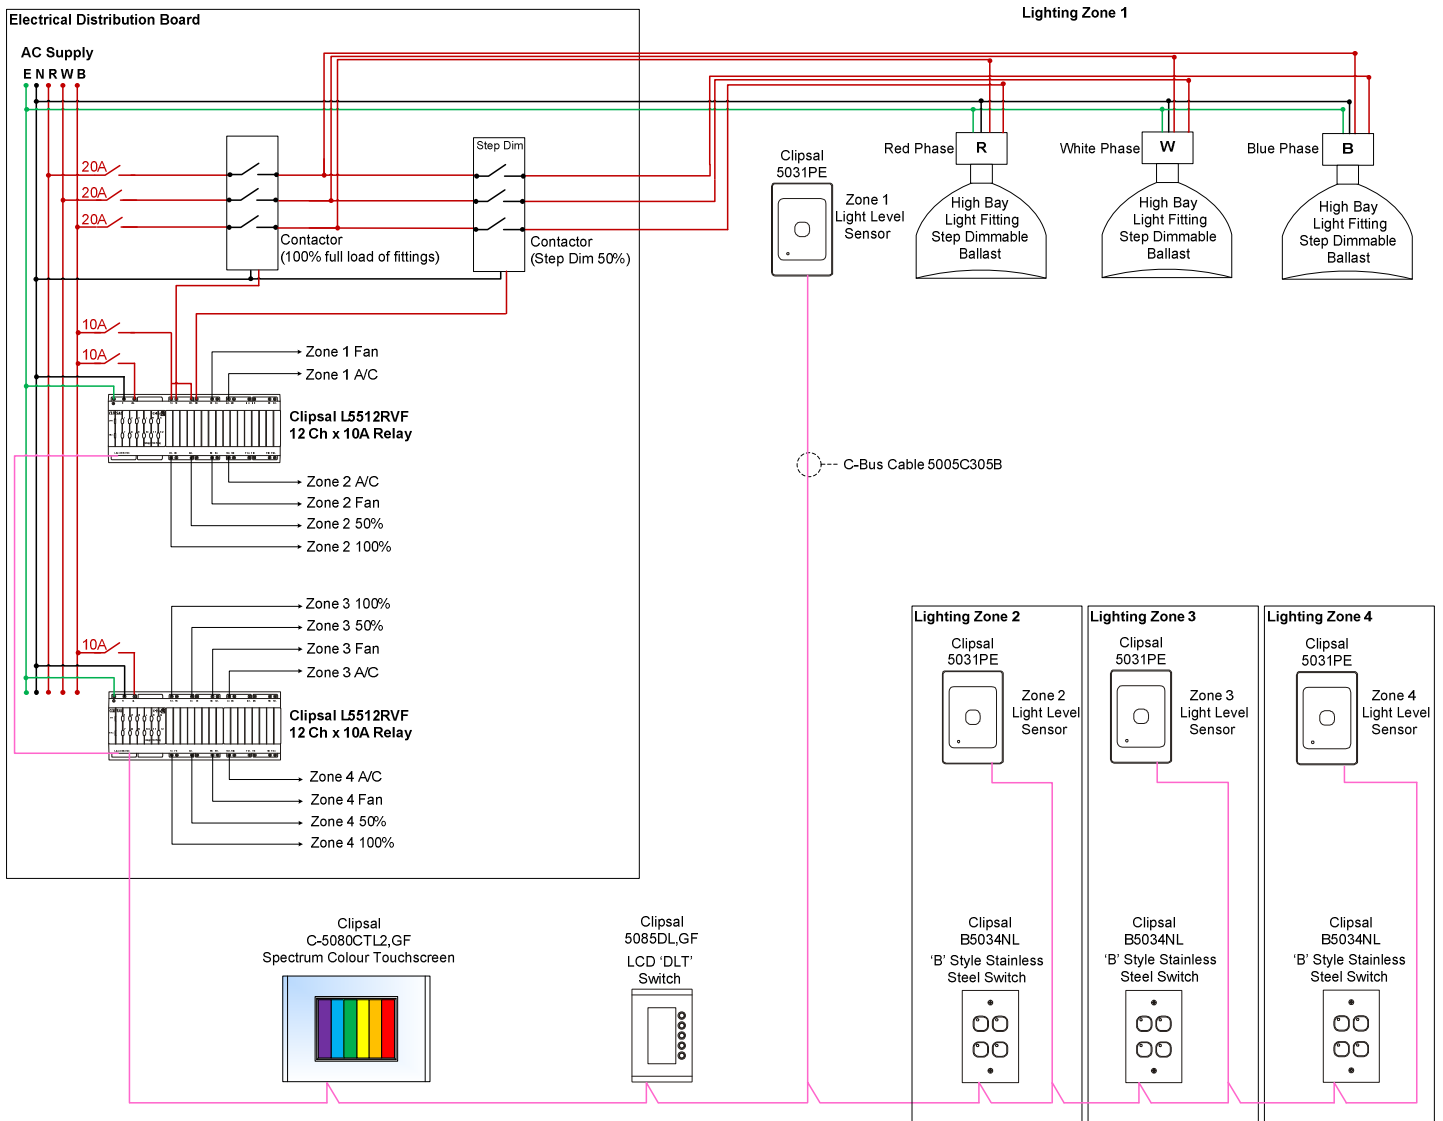 Electrical Distribution Board
Lighting Zone 1
AC Supply
E N R W B
20A
20A
20A
Step Dim
Contactor
(100% full load of fittings)
Contactor
(Step Dim 50%)
Clipsal
5031PE
Zone 1
Light Level
Sensor
Red Phase
R
High Bay
Light Fitting
Step Dimmable
Ballast
White Phase
W
High Bay
Light Fitting
Step Dimmable
Ballast
Blue Phase
B
High Bay
Light Fitting
Step Dimmable
Ballast
10A
10A
Zone 1 Fan
Zone 1 A/C
Clipsal L5512RVF
12 Ch x 10A Relay
Zone 2 A/C
Zone 2 Fan
Zone 2 50%
Zone 2 100%
C-Bus Cable 5005C305B
Zone 3 100%
Zone 3 50%
Zone 3 Fan
Zone 3 A/C
10A
Clipsal L5512RVF
12 Ch x 10A Relay
Zone 4 A/C
Zone 4 Fan
Zone 4 50%
Zone 4 100%
Lighting Zone 2
Clipsal
5031PE
Zone 2
Light Level
Sensor
Lighting Zone 3
Clipsal
5031PE
Zone 3
Light Level
Sensor
Lighting Zone 4
Clipsal
5031PE
Zone 4
Light Level
Sensor
Clipsal
C-5080CTL2,GF
Spectrum Colour Touchscreen
Clipsal
5085DL,GF
LCD ‘DLT’
Switch
Clipsal
B5034NL
‘B’ Style Stainless
Steel Switch
Clipsal
B5034NL
‘B’ Style Stainless
Steel Switch
Clipsal
B5034NL
‘B’ Style Stainless
Steel Switch